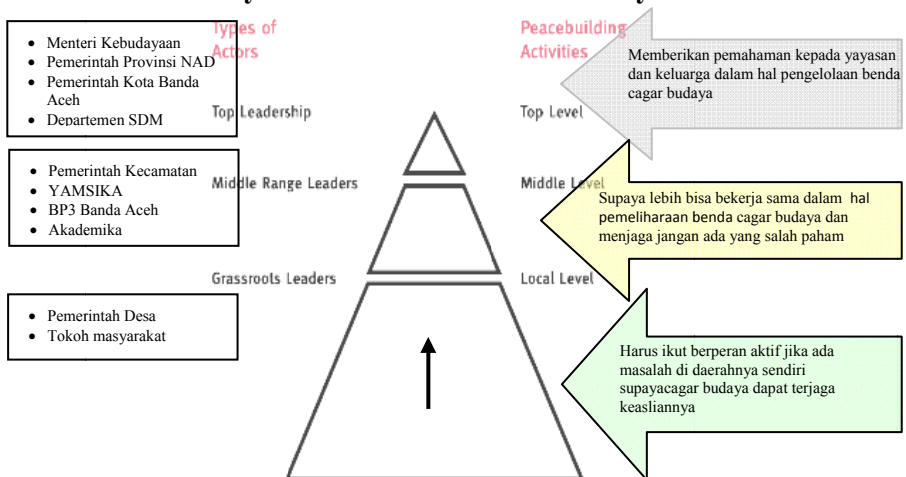 Types of
Actors
Peacebuilding
Activities
• Menteri Kebudayaan
• Pemerintah Provinsi NAD
• Pemerintah Kota Banda
Aceh
• Departemen SDM
Top Leadership
Top Level
Memberikan pemahaman kepada yayasan
dan keluarga dalam hal pengelolaan benda
cagar budaya
• Pemerintah Kecamatan
• YAMSIKA
• BP3 Banda Aceh
• Akademika
Middle Range Leaders
Middle Level
Supaya lebih bisa bekerja sama dalam hal
pemeliharaan benda cagar budaya dan
menjaga jangan ada yang salah paham
Grassroots Leaders
Local Level
• Pemerintah Desa
• Tokoh masyarakat
Harus ikut berperan aktif jika ada
masalah di daerahnya sendiri
supayacagar budaya dapat terjaga
keasliannya